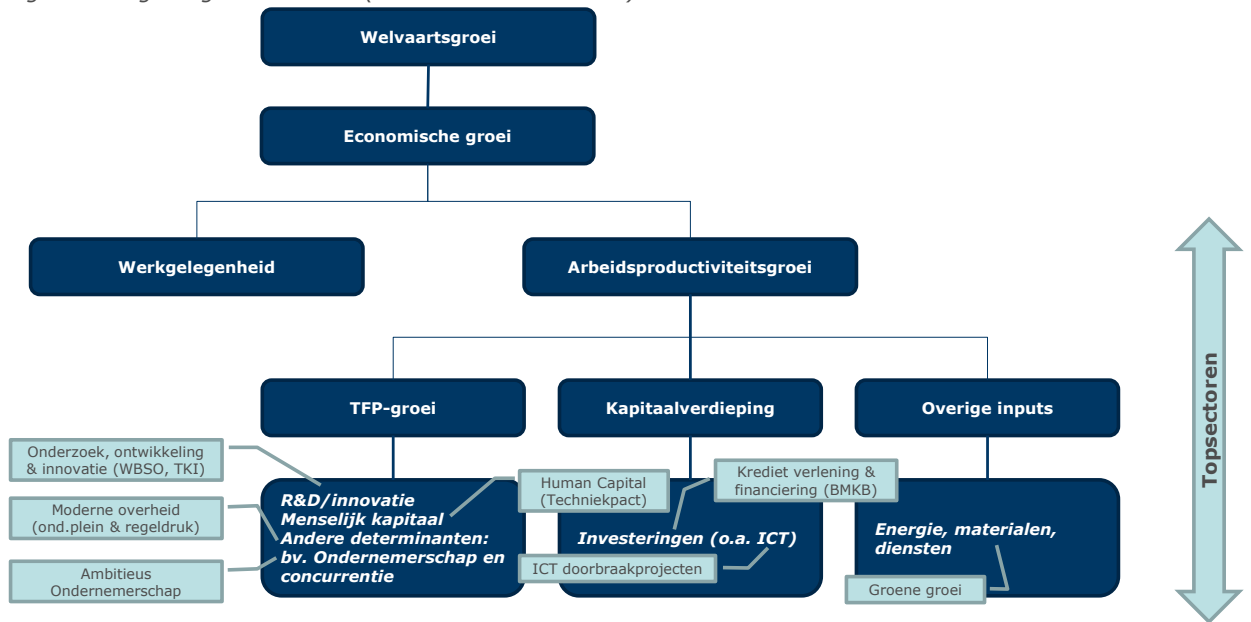 Welvaartsgroei
Economische groei
Werkgelegenheid
Arbeidsproductiviteitsgroei
TFP-groei
Kapitaalverdieping
Overige inputs
Onderzoek, ontwikkeling
& innovatie (WBSO, TKI)
Moderne overheid
(ond.plein & regeldruk)
Ambitieus
Ondernemerschap
R&D/innovatie
Menselijk kapitaal
Andere determinanten:
bv. Ondernemerschap en
concurrentie
Human Capital
(Techniekpact)
Krediet verlening &
financiering (BMKB)
Investeringen (o.a. ICT)
ICT doorbraakprojecten
Energie, materialen,
diensten
Groene groei
Topsectoren